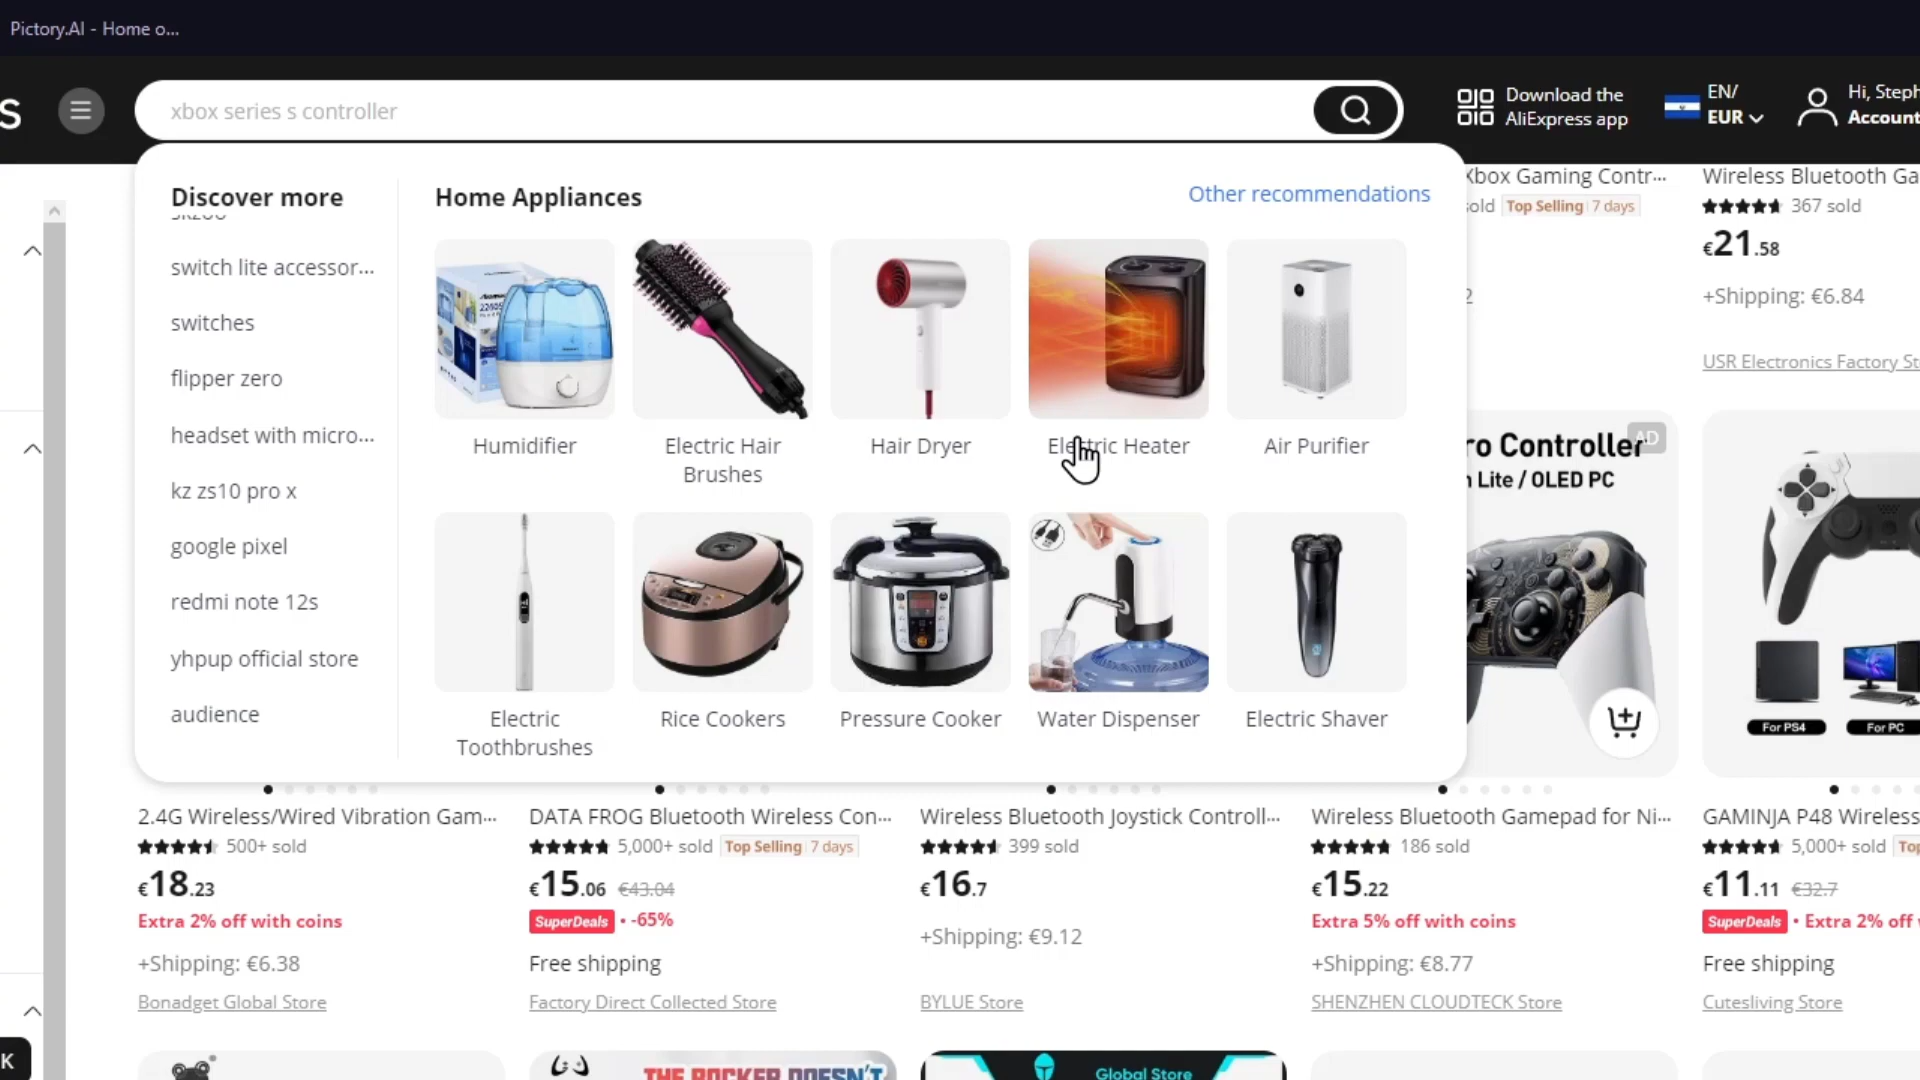 Pictory.AI - Home o...
S
xbox series s controller
Download the
AliExpress app
EN/
EUR
Hi, Steph
Account
Discover more
switch lite accessor...
switches
flipper zero
headset with micro...
kz zs10 pro x
google pixel
redmi note 12s
yhpup official store
audience
Home Appliances
Other recommendations
Humidifier
Electric Hair
Brushes
Hair Dryer
Electric Heater
Air Purifier
Electric
Toothbrushes
Rice Cookers
Pressure Cooker
Water Dispenser
Electric Shaver
Xbox Gaming Contr...
sold Top Selling 7 days
2
Wireless Bluetooth Ga
367 sold
€21.58
+Shipping: €6.84
USR Electronics Factory St
ro Controller
AD
n Lite / OLED PC
For PS4
For PC
2.4G Wireless/Wired Vibration Gam...
500+ sold
€18.23
Extra 2% off with coins
+Shipping: €6.38
Bonadget Global Store
DATA FROG Bluetooth Wireless Con...
5,000+ sold Top Selling 7 days
€15.06 €43.04
SuperDeals • -65%
Free shipping
Factory Direct Collected Store
Wireless Bluetooth Joystick Controll...
399 sold
€16.7
+Shipping: €9.12
BYLUE Store
Wireless Bluetooth Gamepad for Ni...
186 sold
€15.22
Extra 5% off with coins
+Shipping: €8.77
SHENZHEN CLOUDTECK Store
GAMINJA P48 Wireless
5,000+ sold Top
€11.11 €32.7
SuperDeals • Extra 2% off
Free shipping
Cutesliving Store
K
THE ROCKER DOESN'T
Global Store